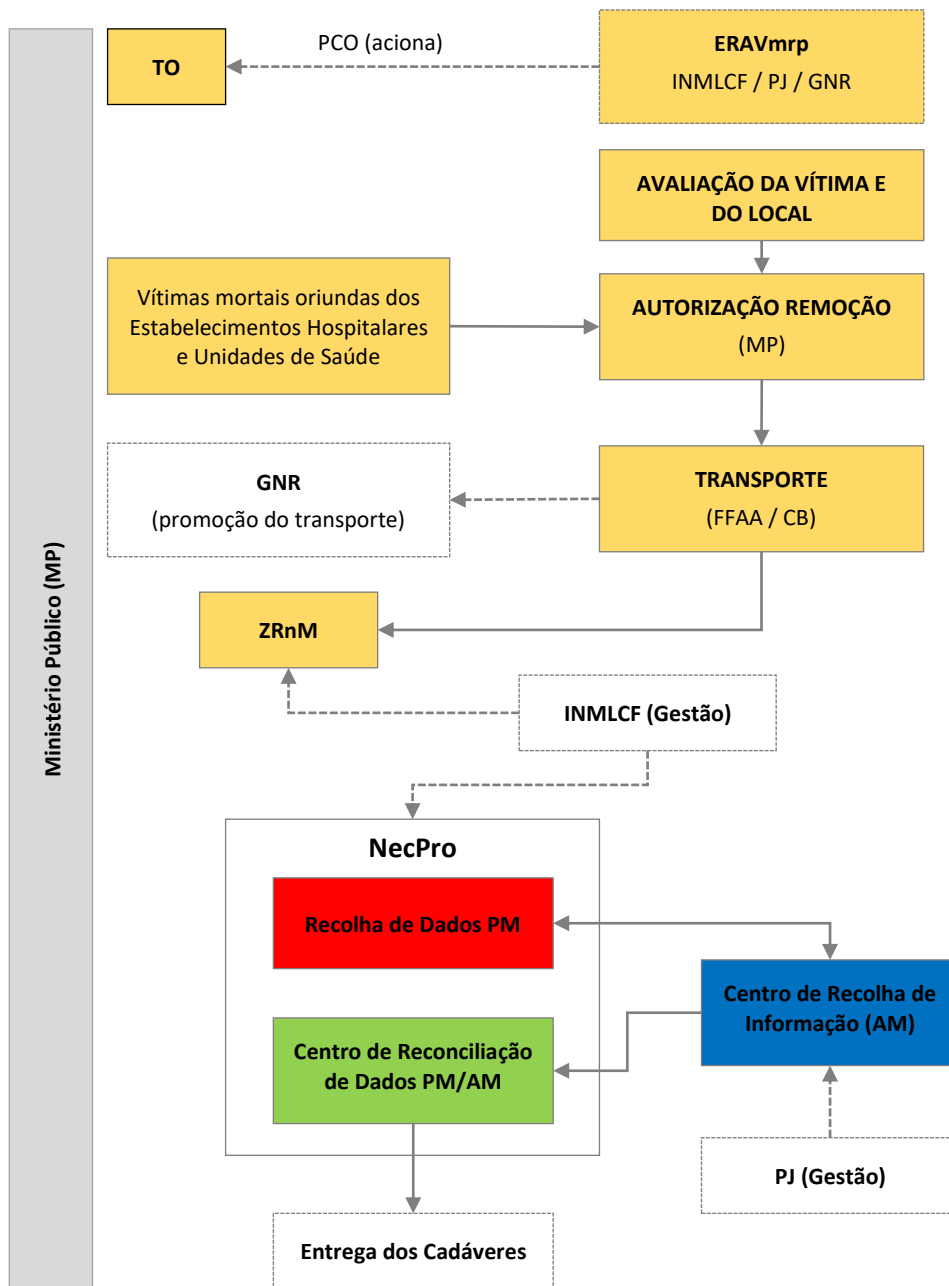 Ministério Público (MP)
TO
PCO (aciona)
ERAVmrp
INMLCF / PJ / GNR
AVALIAÇÃO DA VÍTIMA E
DO LOCAL
Vítimas mortais oriundas dos
Estabelecimentos Hospitalares
e Unidades de Saúde
AUTORIZAÇÃO REMOÇÃO
(MP)
GNR
(promoção do transporte)
TRANSPORTE
(FFAA / CB)
ZRnM
INMLCF (Gestão)
NecPro
Recolha de Dados PM
Centro de Recolha de
Informação (AM)
Centro de Reconciliação
de Dados PM/AM
PJ (Gestão)
Entrega dos Cadáveres